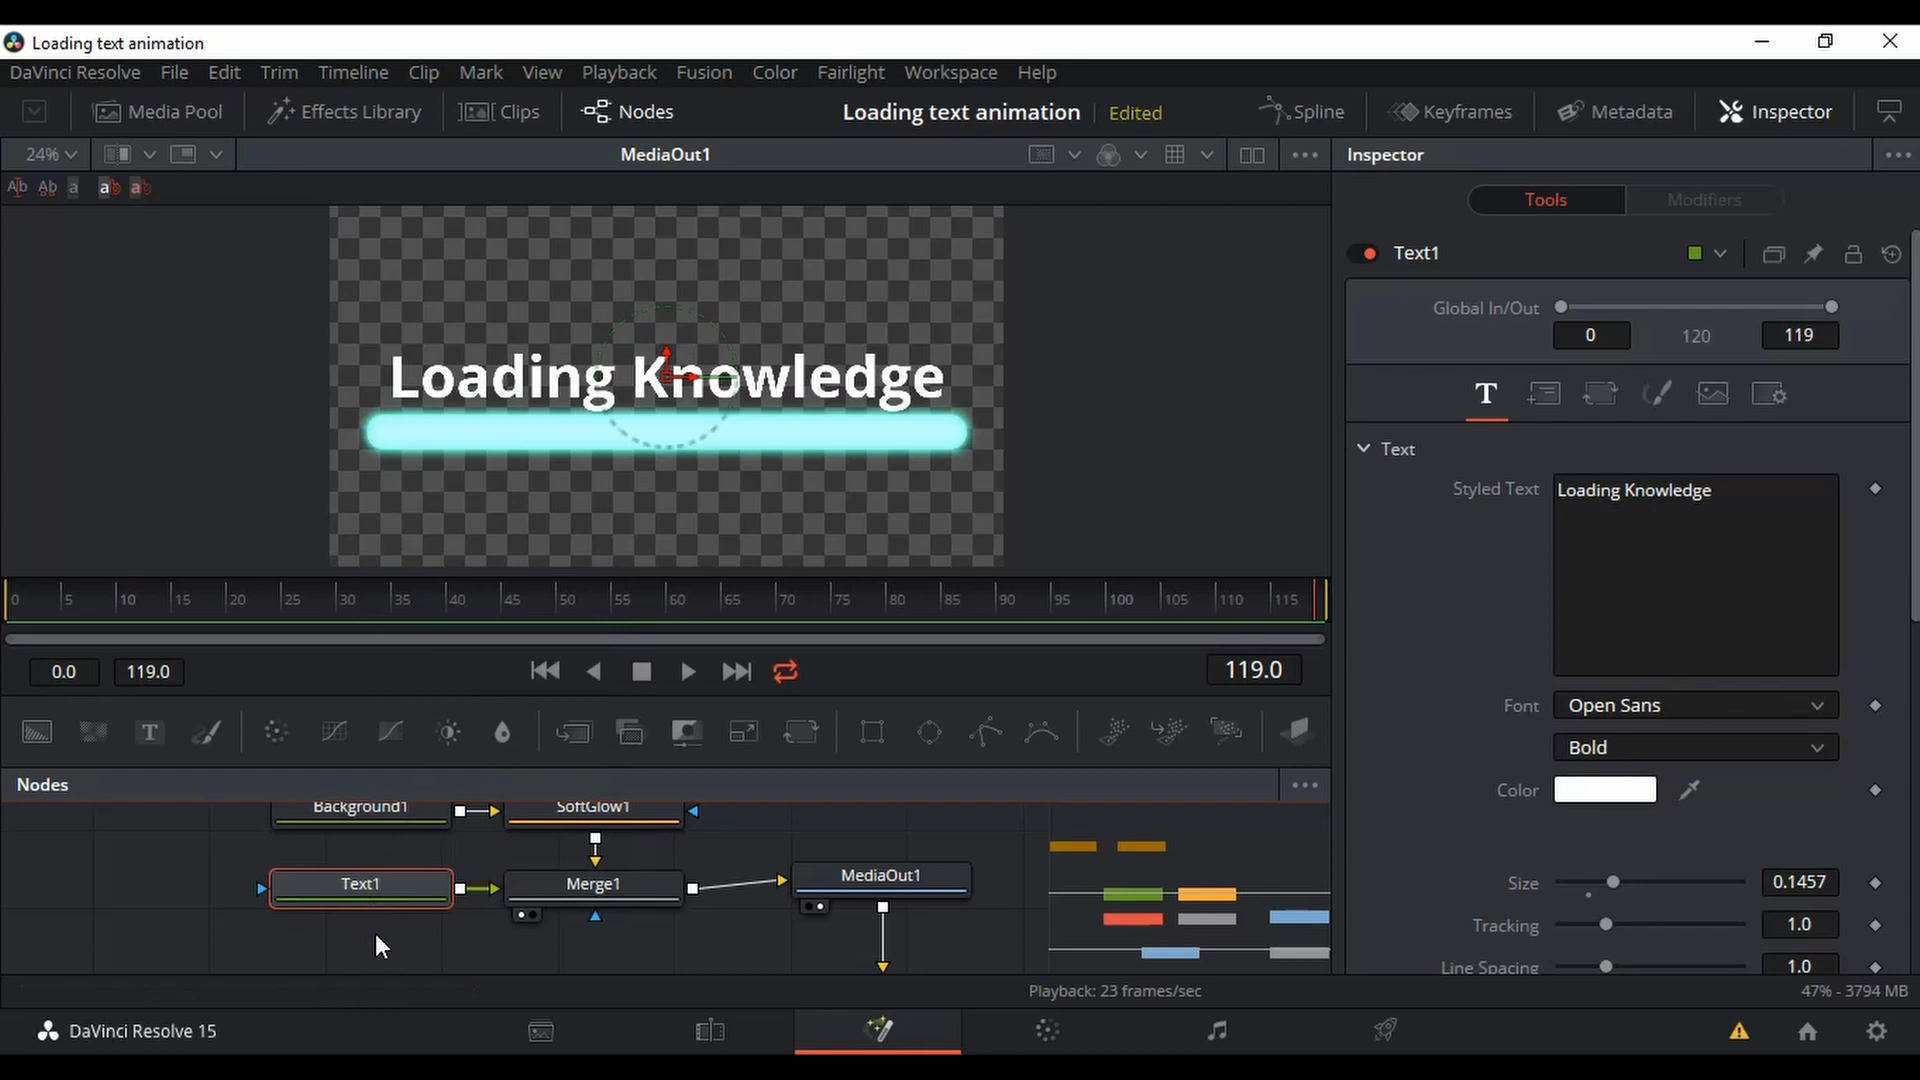 Loading text animation
DaVinci Resolve File Edit Trim Timeline Clip Mark View Playback Fusion Color Fairlight Workspace Help
Media Pool Effects Library Clips Nodes Loading text animation Edited Spline Keyframes Metadata Inspector
24% MediaOut1 Inspector
Ab Ab a ab ab
Tools Modifiers
Text1
Global In/Out
0 120 119
Loading Knowledge
T
Text
Styled Text Loading Knowledge
0 5 10 15 20 25 30 35 40 45 50 55 60 65 70 75 80 85 90 95 100 105 110 115
0.0 119.0 119.0
Font Open Sans
Bold
Color
T
Nodes
Background1 SoftGlow1
Text1 Merge1 MediaOut1
Size 0.1457
Tracking 1.0
Line Spacing 1.0
Playback: 23 frames/sec 47% - 3794 MB
DaVinci Resolve 15